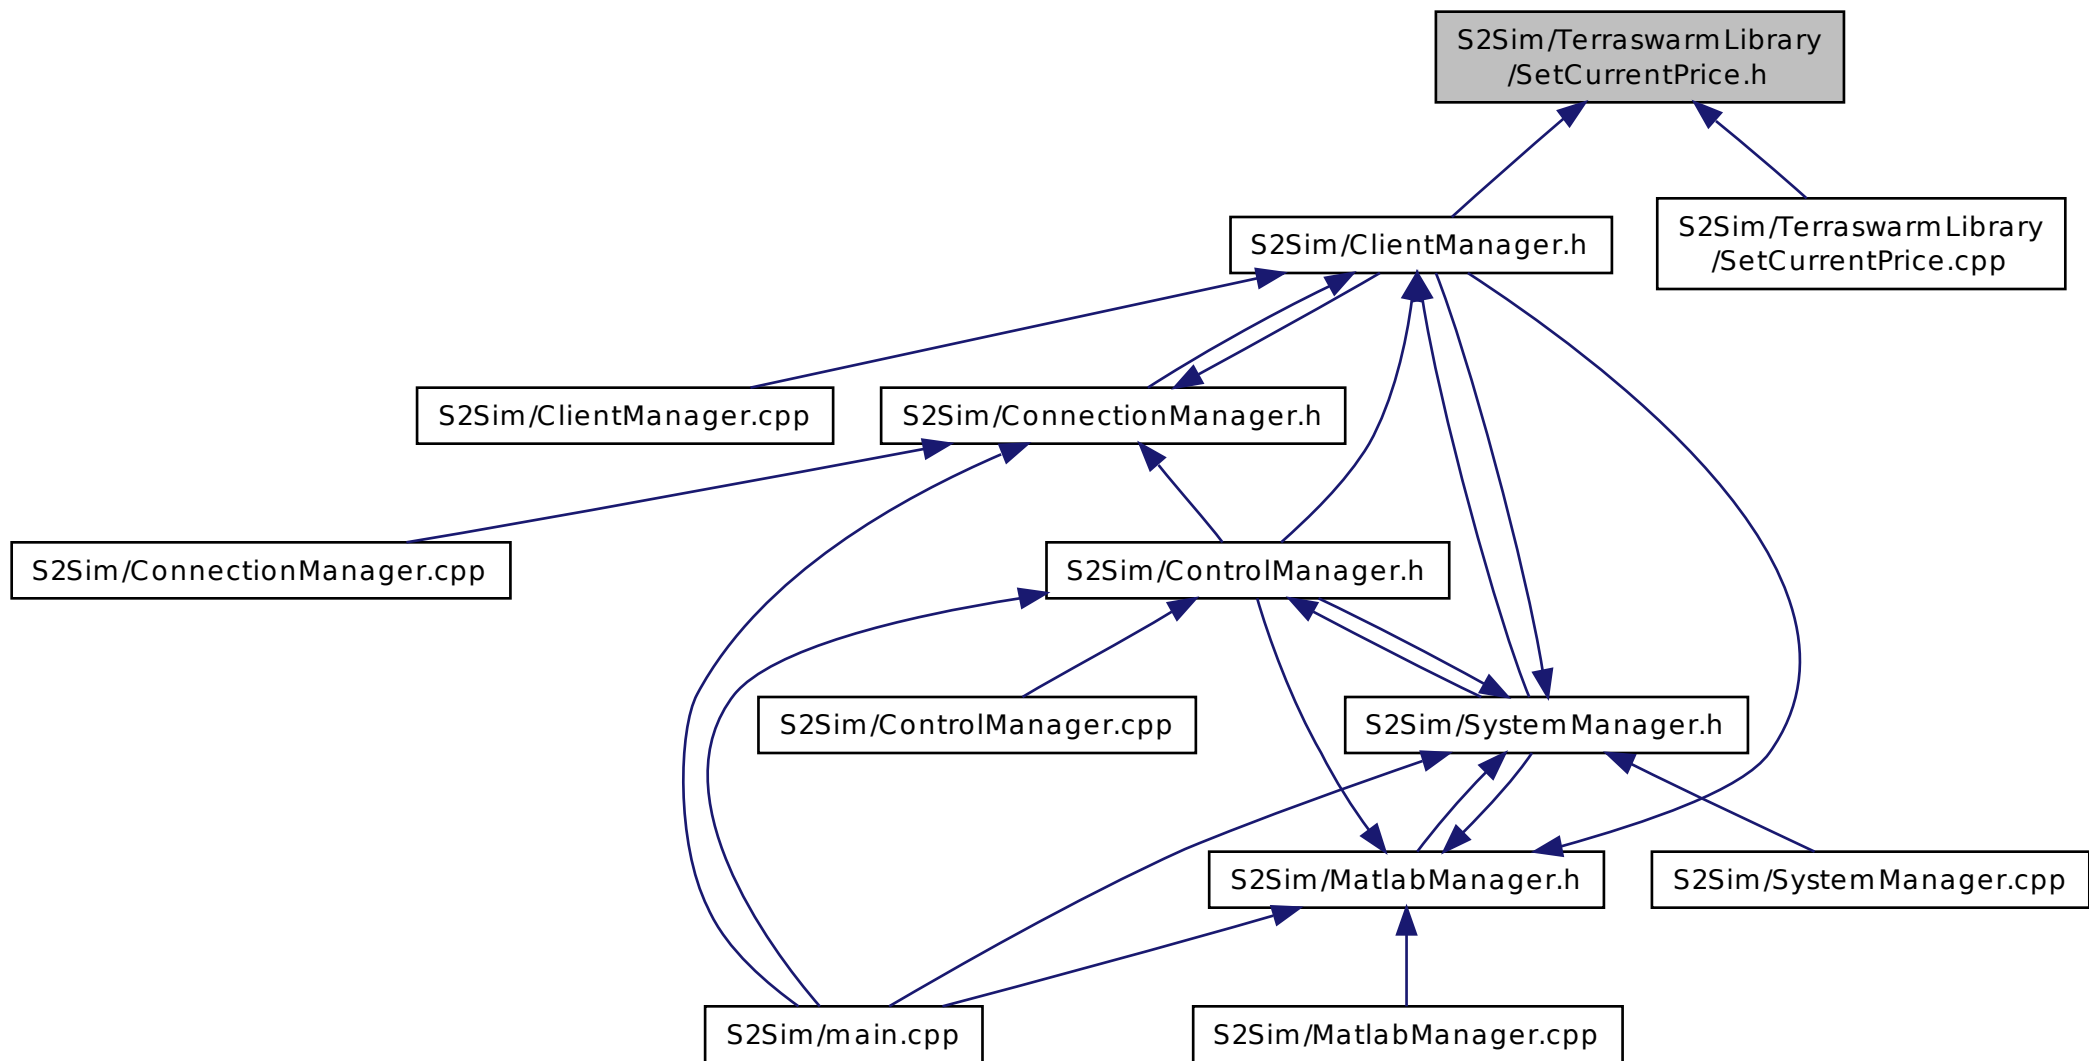 S2Sim/TerraswarmLibrary
/SetCurrentPrice.h
S2Sim/ClientManager.h
S2Sim/TerraswarmLibrary
/SetCurrentPrice.cpp
S2Sim/ClientManager.cpp
S2Sim/ConnectionManager.h
S2Sim/ConnectionManager.cpp
S2Sim/ControlManager.h
S2Sim/ControlManager.cpp
S2Sim/SystemManager.h
S2Sim/MatlabManager.h
S2Sim/SystemManager.cpp
S2Sim/main.cpp
S2Sim/MatlabManager.cpp